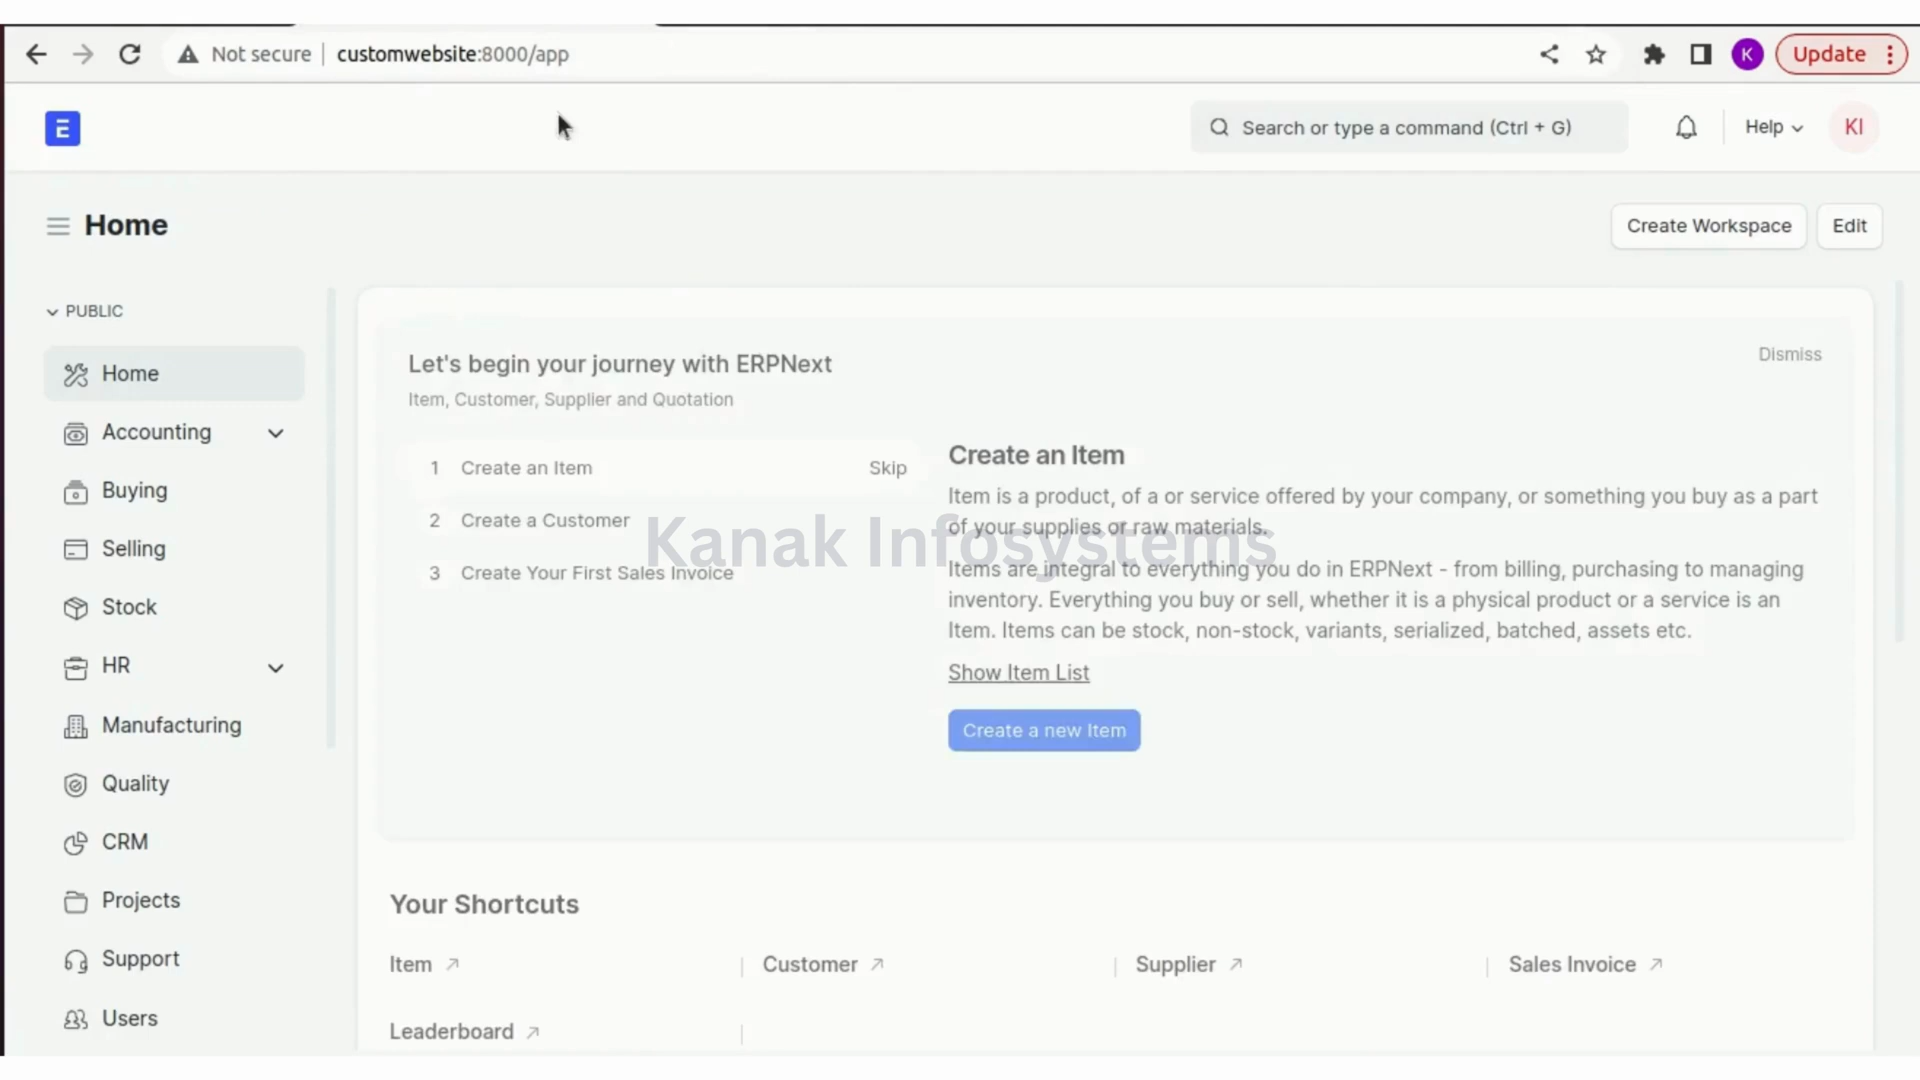 Not secure | customwebsite:8000/app
K
Update
E
Search or type a command (Ctrl + G)
Help
KI
Home
Create Workspace
Edit
PUBLIC
Home
Accounting
Buying
Selling
Stock
HR
Manufacturing
Quality
CRM
Projects
Support
Users
Let's begin your journey with ERPNext
Dismiss
Item, Customer, Supplier and Quotation
1 Create an Item Skip
2 Create a Customer
3 Create Your First Sales Invoice
Create an Item
Item is a product, of a or service offered by your company, or something you buy as a part
of your supplies or raw materials.
Items are integral to everything you do in ERPNext - from billing, purchasing to managing
inventory. Everything you buy or sell, whether it is a physical product or a service is an
Item. Items can be stock, non-stock, variants, serialized, batched, assets etc.
Show Item List
Create a new Item
Kanak Infosystems
Your Shortcuts
Item
Customer
Supplier
Sales Invoice
Leaderboard